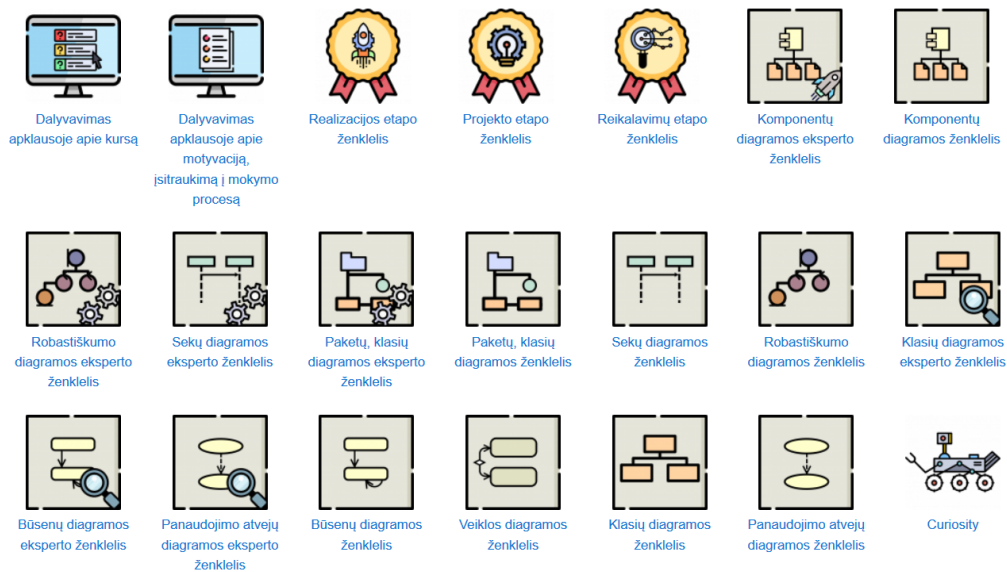 Dalyvavimas
apklausoje apie kursą
Dalyvavimas
apklausoje apie
motyvaciją,
įsitraukimą į mokymo
procesą
Realizacijos etapo
ženklelis
Projekto etapo
ženklelis
Reikalavimų etapo
ženklelis
Komponentų
diagramos eksperto
ženklelis
Komponentų
diagramos ženklelis
Robastiškumo
diagramos eksperto
ženklelis
Sekų diagramos
eksperto ženklelis
Paketų, klasių
diagramos eksperto
ženklelis
Paketų, klasių
diagramos ženklelis
Sekų diagramos
ženklelis
Robastiškumo
diagramos ženklelis
Klasių diagramos
eksperto ženklelis
Būsenų diagramos
eksperto ženklelis
Panaudojimo atvejų
diagramos eksperto
ženklelis
Būsenų diagramos
ženklelis
Veiklos diagramos
ženklelis
Klasių diagramos
ženklelis
Panaudojimo atvejų
diagramos ženklelis
Curiosity